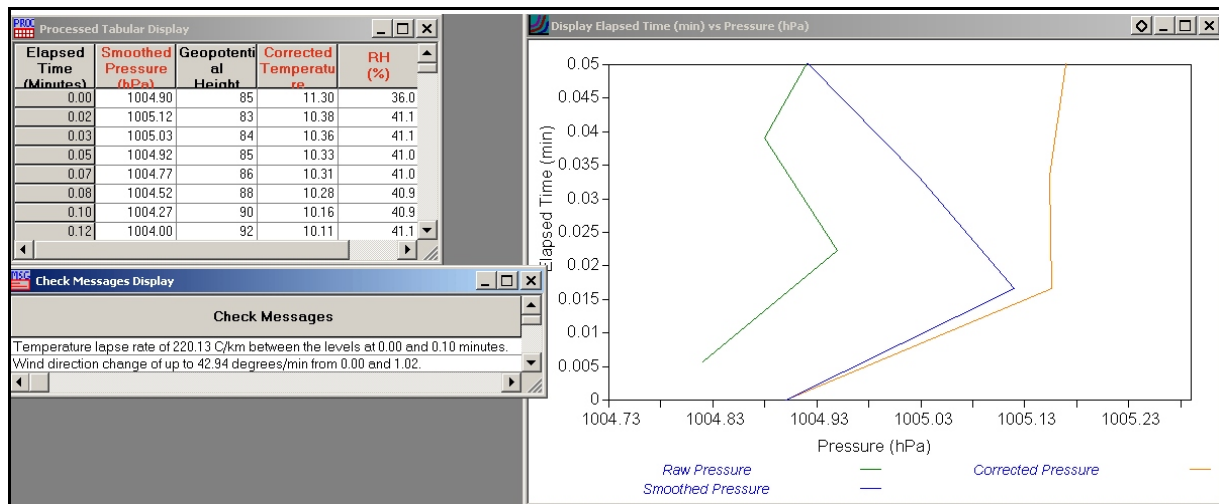 PROC Processed Tabular Display
Elapsed Time (Minutes) Smoothed Pressure (hPa) Geopotenti al Height Corrected Temperatu re RH (%)
0.00 1004.90 85 11.30 36.0
0.02 1005.12 83 10.38 41.1
0.03 1005.03 84 10.36 41.1
0.05 1004.92 85 10.33 41.0
0.07 1004.77 86 10.31 41.0
0.08 1004.52 88 10.28 40.9
0.10 1004.27 90 10.16 40.9
0.12 1004.00 92 10.11 41.1
MSG Check Messages Display
Check Messages
Temperature lapse rate of 220.13 C/km between the levels at 0.00 and 0.10 minutes.
Wind direction change of up to 42.94 degrees/min from 0.00 and 1.02.
Display Elapsed Time (min) vs Pressure (hPa)
Elapsed Time (min)
0.05
0.045
0.04
0.035
0.03
0.025
0.02
0.015
0.01
0.005
0
1004.73 1004.83 1004.93 1005.03 1005.13 1005.23
Pressure (hPa)
Raw Pressure Corrected Pressure
Smoothed Pressure